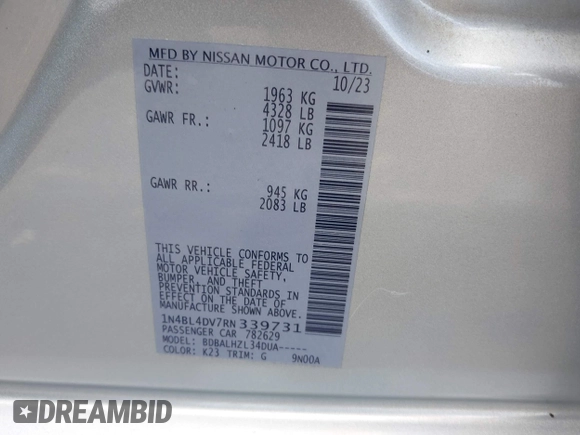 MFD BY NISSAN MOTOR CO., LTD.
DATE: 10/23
GVWR: 1963 KG
4328 LB
GAWR FR.: 1097 KG
2418 LB
GAWR RR.: 945 KG
2083 LB
THIS VEHICLE CONFORMS TO
ALL APPLICABLE FEDERAL
MOTOR VEHICLE SAFETY,
BUMPER, AND THEFT
PREVENTION STANDARDS IN
EFFECT ON THE DATE OF
MANUFACTURE SHOWN ABOVE.
1N4BL4DV7RN339731
PASSENGER CAR 782629
MODEL: BDBALHZL34DUA-----
COLOR: K23 TRIM: G 9N00A
DREAMBID